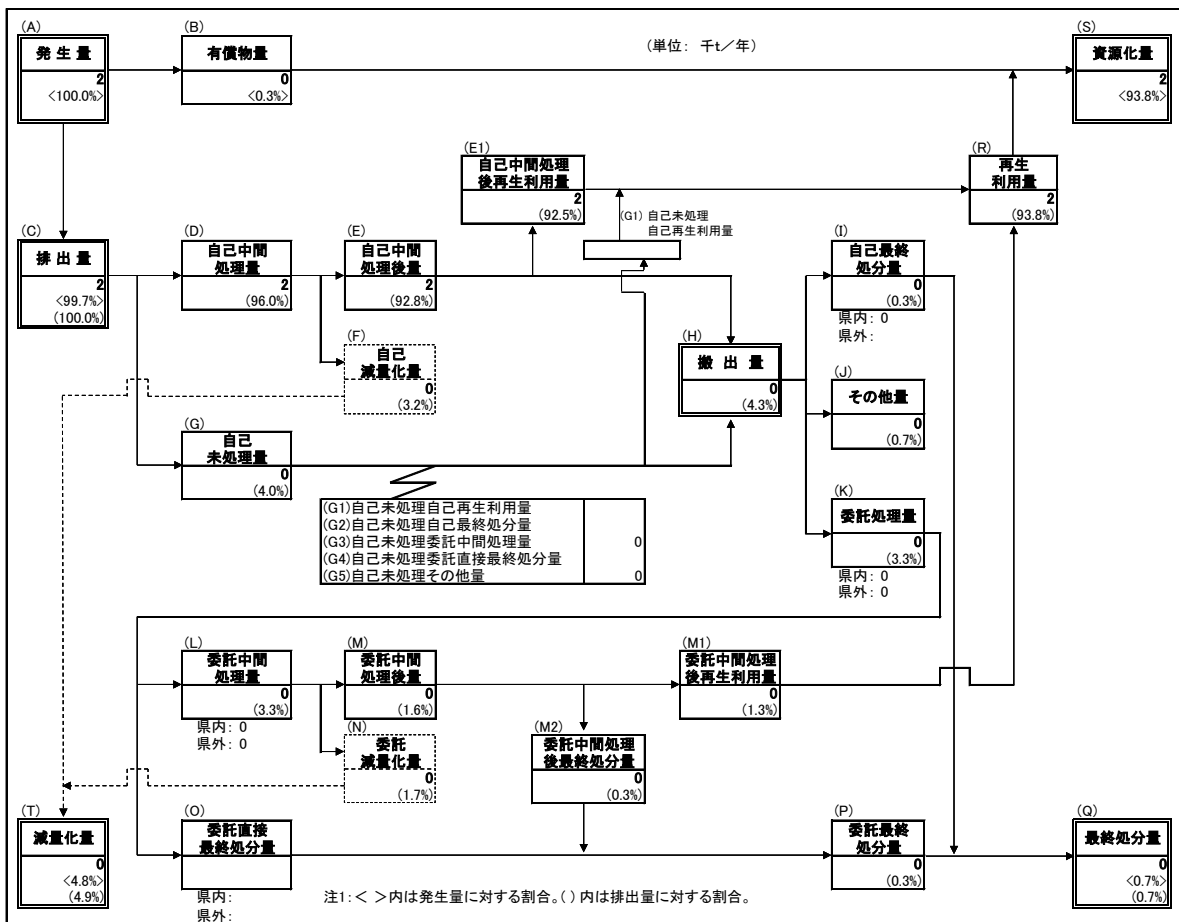 (A)
発生量
2
<100.0%>
(B)
有償物量
0
<0.3%>
(単位: 千t/年)
(S)
資源化量
2
<93.8%>
(E1)
自己中間処理
後再生利用量
2
(92.5%)
(G1) 自己未処理
自己再生利用量
(R)
再生
利用量
2
(93.8%)
(C)
排出量
2
<99.7%>
(100.0%)
(D)
自己中間
処理量
2
(96.0%)
(E)
自己中間
処理後量
2
(92.8%)
(I)
自己最終
処分量
0
(0.3%)
県内: 0
県外:
(F)
自己
減量化量
0
(3.2%)
(H)
搬出量
0
(4.3%)
(J)
その他量
0
(0.7%)
(G)
自己
未処理量
0
(4.0%)
(G1)自己未処理自己再生利用量
(G2)自己未処理自己最終処分量
(G3)自己未処理委託中間処理量 0
(G4)自己未処理委託直接最終処分量
(G5)自己未処理その他量 0
(K)
委託処理量
0
(3.3%)
県内: 0
県外: 0
(L)
委託中間
処理量
0
(3.3%)
県内: 0
県外: 0
(M)
委託中間
処理後量
0
(1.6%)
(M1)
委託中間処理
後再生利用量
0
(1.3%)
(N)
委託
減量化量
0
(1.7%)
(M2)
委託中間処理
後最終処分量
0
(0.3%)
(T)
減量化量
0
<4.8%>
(4.9%)
(O)
委託直接
最終処分量
県内:
県外:
(P)
委託最終
処分量
0
(0.3%)
(Q)
最終処分量
0
<0.7%>
(0.7%)
注1:< >内は発生量に対する割合。( )内は排出量に対する割合。